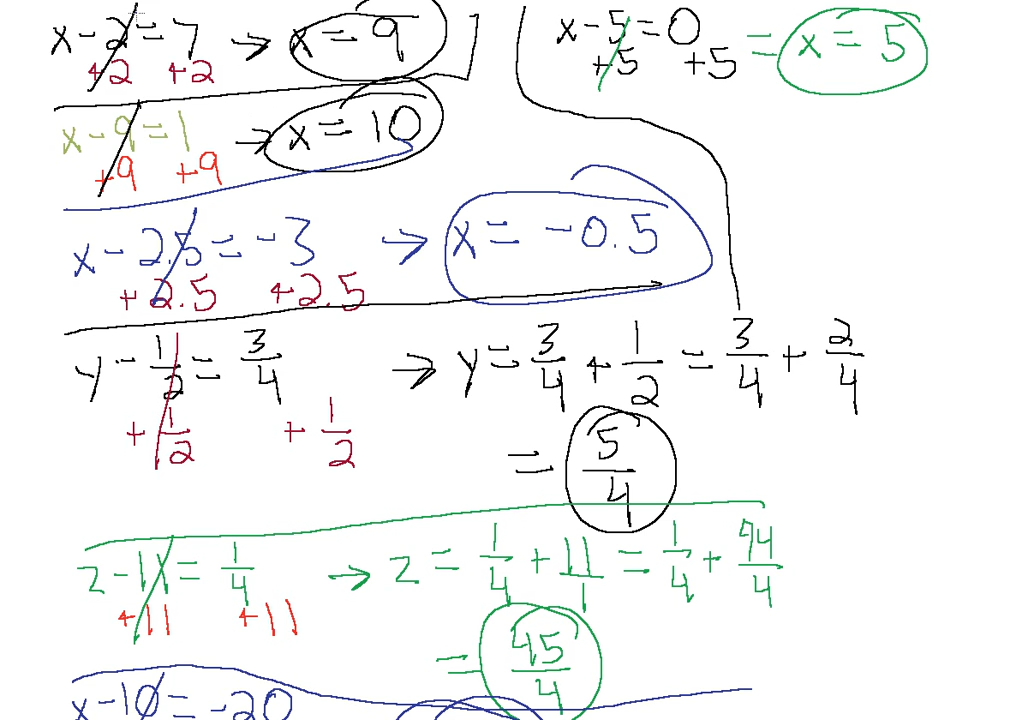 x - 2 = 7 → x = 9
+2 +2
x - 9 = 1 → x = 10
+9 +9
x - 2.5 = -3 → x = -0.5
+2.5 +2.5
y - 1/2 = 3/4 → y = 3/4 + 1/2 = 3/4 + 2/4
+ 1/2 + 1/2
= 5/4
z - 11 = 1/4 → z = 1/4 + 11/1 = 1/4 + 44/4
+11 +11
= 45/4
x - 10 = -20
x - 5 = 0
+5 +5 = x = 5